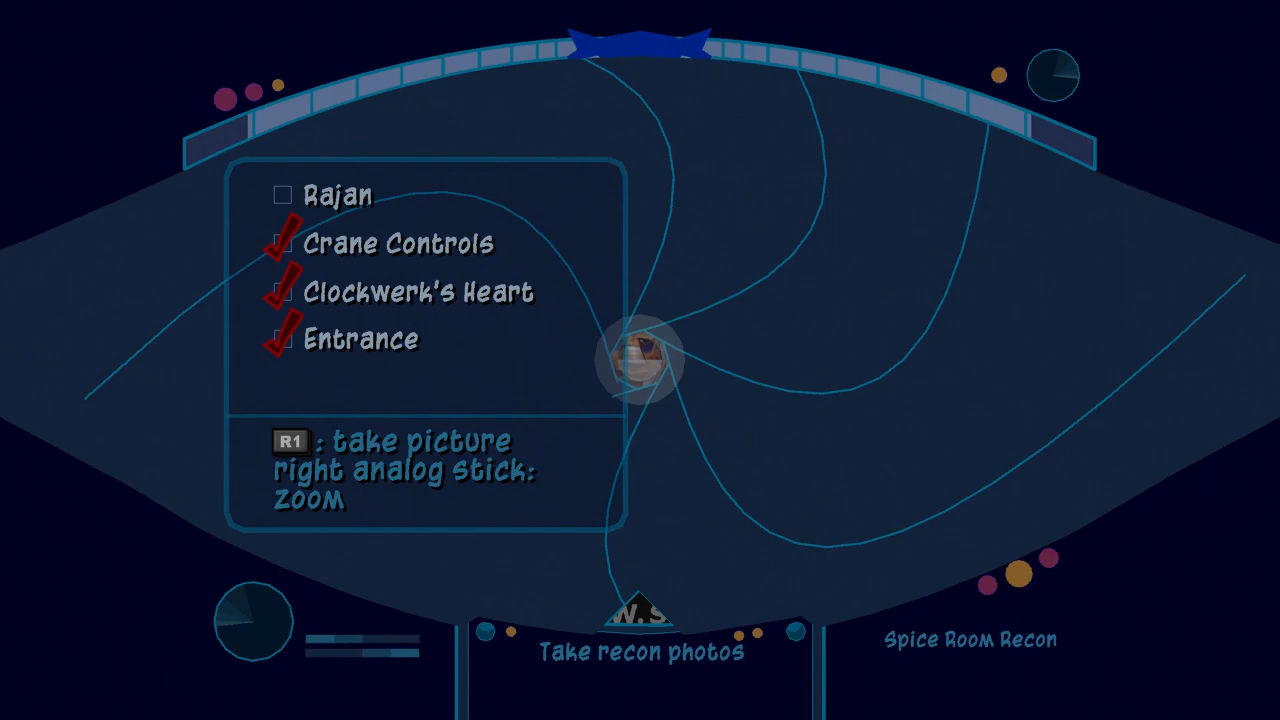 Rajan
Crane Controls
Clockwerk's Heart
Entrance
R1 : take picture
right analog stick:
zoom
W.S
Take recon photos
Spice Room Recon